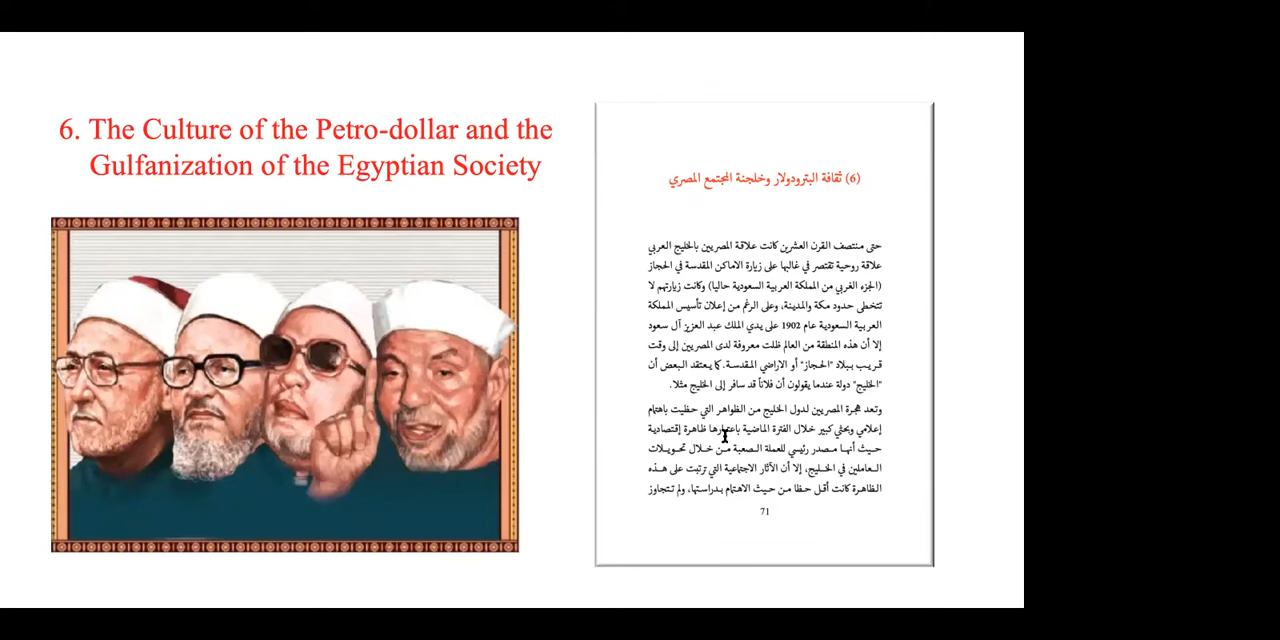 6. The Culture of the Petro-dollar and the
Gulfanization of the Egyptian Society
(6) ثقافة البترودولار وخلجنة المجتمع المصري
حتى منتصف القرن العشرين كانت علاقة المصريين بالخليج العربي
علاقة روحية تقتصر في غالبها على زيارة الاماكن المقدسة في الحجاز
(الجزء الغربي من المملكة العربية السعودية حاليا) وكانت زيارتهم لا
تتخطى حدود مكة والمدينة، وعلى الرغم من إعلان تأسيس المملكة
العربية السعودية عام 1902 على يدي الملك عبد العزيز آل سعود
إلا أن هذه المنطقة من العالم ظلت معروفة لدى المصريين إلى وقت
قريب ببلاد "الحجاز" أو الاراضي المقدسة. كما يعتقد البعض أن
"الخليج" دولة عندما يقولون أن فلاناً قد سافر إلى الخليج مثلا.
وتعد هجرة المصريين لدول الخليج من الظواهر التي حظيت باهتمام
إعلامي وبحثي كبير خلال الفترة الماضية باعتبارها ظاهرة إقتصادية
حيث أنها مصدر رئيسي للعملة الصعبة من خلال تحويلات
العاملين في الخليج، إلا أن الآثار الاجتماعية التي ترتبت على هذه
الظاهرة كانت أقل حظا من حيث الاهتمام بدراستها، ولم تتجاوز
71